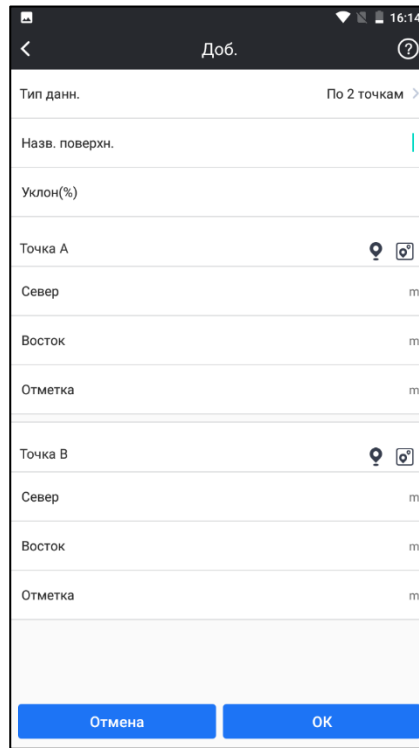 16:14
Доб.
Тип данн. По 2 точкам
Назв. поверхн.
Уклон(%)
Точка A
Север m
Восток m
Отметка m
Точка B
Север m
Восток m
Отметка m
Отмена OK